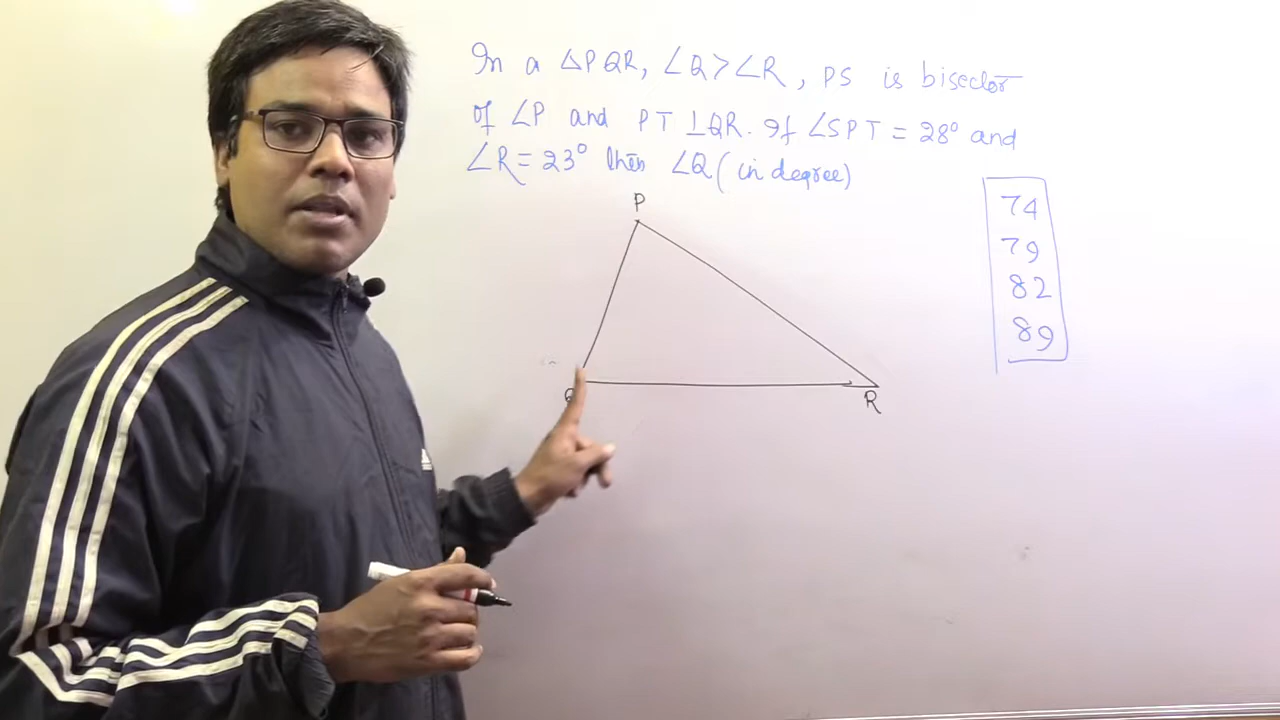 In a △PQR, ∠Q>∠R, PS is bisector
of ∠P and PT ⊥QR. If ∠SPT = 28° and
∠R = 23° then ∠Q (in degree)
P
74
79
82
89
R